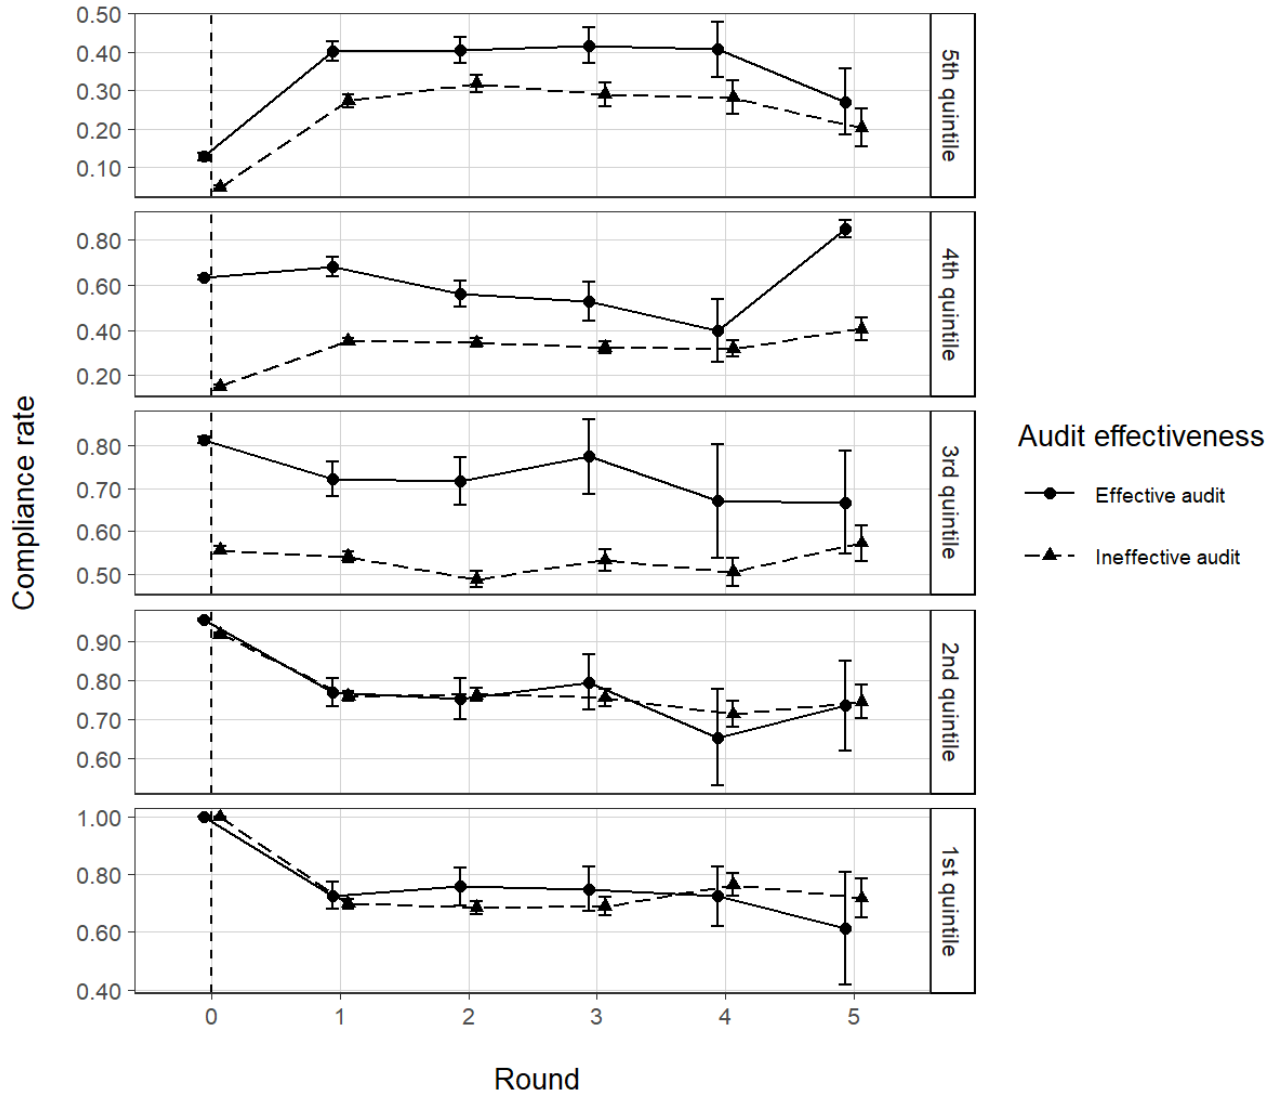 0.50
0.40
0.30
0.20
0.10
5th quintile
0.80
0.60
0.40
0.20
4th quintile
0.80
0.70
0.60
0.50
3rd quintile
0.90
0.80
0.70
0.60
2nd quintile
1.00
0.80
0.60
0.40
1st quintile
0 1 2 3 4 5
Round
Compliance rate
Audit effectiveness
Effective audit
Ineffective audit